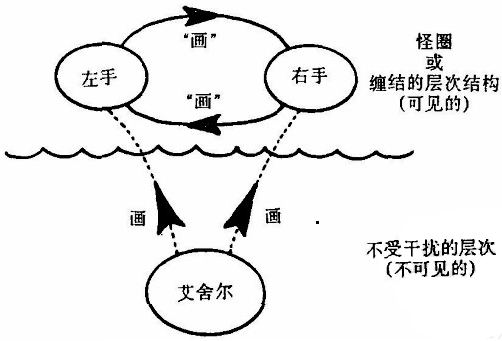 “画”
左手
右手
“画”
怪圈
或
缠结的层次结构
(可见的)
画
画
艾舍尔
不受干扰的层次
(不可见的)